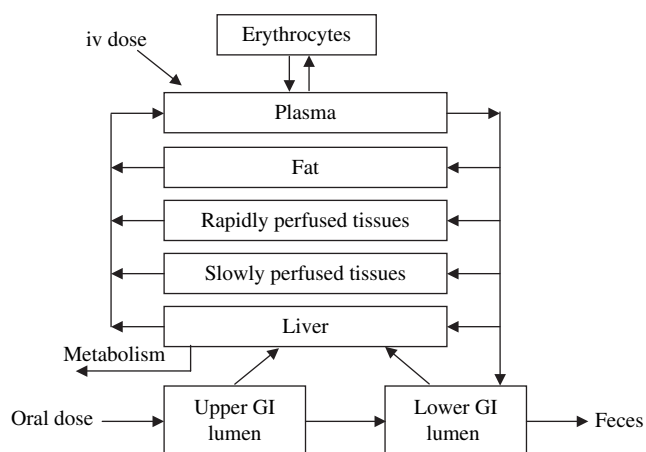 Erythrocytes
iv dose
Plasma
Fat
Rapidly perfused tissues
Slowly perfused tissues
Liver
Metabolism
Oral dose
Upper GI
lumen
Lower GI
lumen
Feces